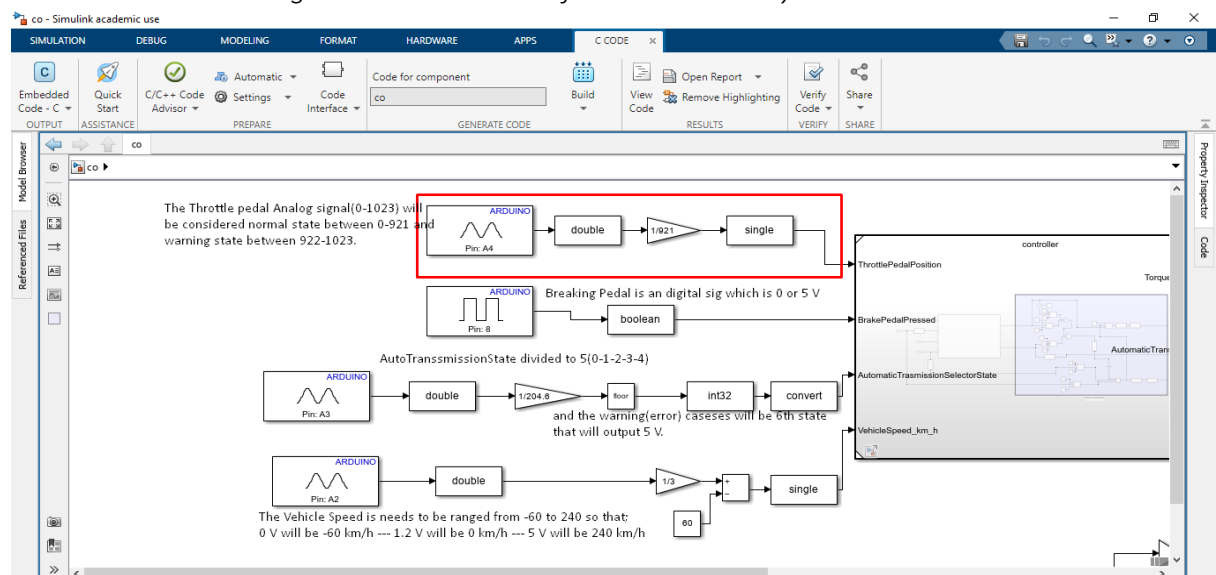 co - Simulink academic use
SIMULATION DEBUG MODELING FORMAT HARDWARE APPS C CODE ×
Embedded Code - C
Quick Start
C/C++ Code Advisor
Automatic
Settings
Code Interface
Code for component
co
Build
View Code
Open Report
Remove Highlighting
Verify Code
Share
OUTPUT ASSISTANCE PREPARE GENERATE CODE RESULTS VERIFY SHARE
Model Browser
Referenced Files
Property Inspector
Code
co
co
The Throttle pedal Analog signal(0-1023) will
be considered normal state between 0-921 and
warning state between 922-1023.
ARDUINO
Pin: A4
double
1/921
single
controller
ThrottlePedalPosition
Torque
ARDUINO
Pin: 8
Breaking Pedal is an digital sig which is 0 or 5 V
boolean
BrakePedalPressed
AutomaticTran
AutoTranssmissionState divided to 5(0-1-2-3-4)
ARDUINO
Pin: A3
double
1/204.6
floor
int32
convert
AutomaticTrasmissionSelectorState
and the warning(error) caseses will be 6th state
that will output 5 V.
VehicleSpeed_km_h
ARDUINO
Pin: A2
double
1/3
+
−
single
60
The Vehicle Speed is needs to be ranged from -60 to 240 so that;
0 V will be -60 km/h --- 1.2 V will be 0 km/h --- 5 V will be 240 km/h